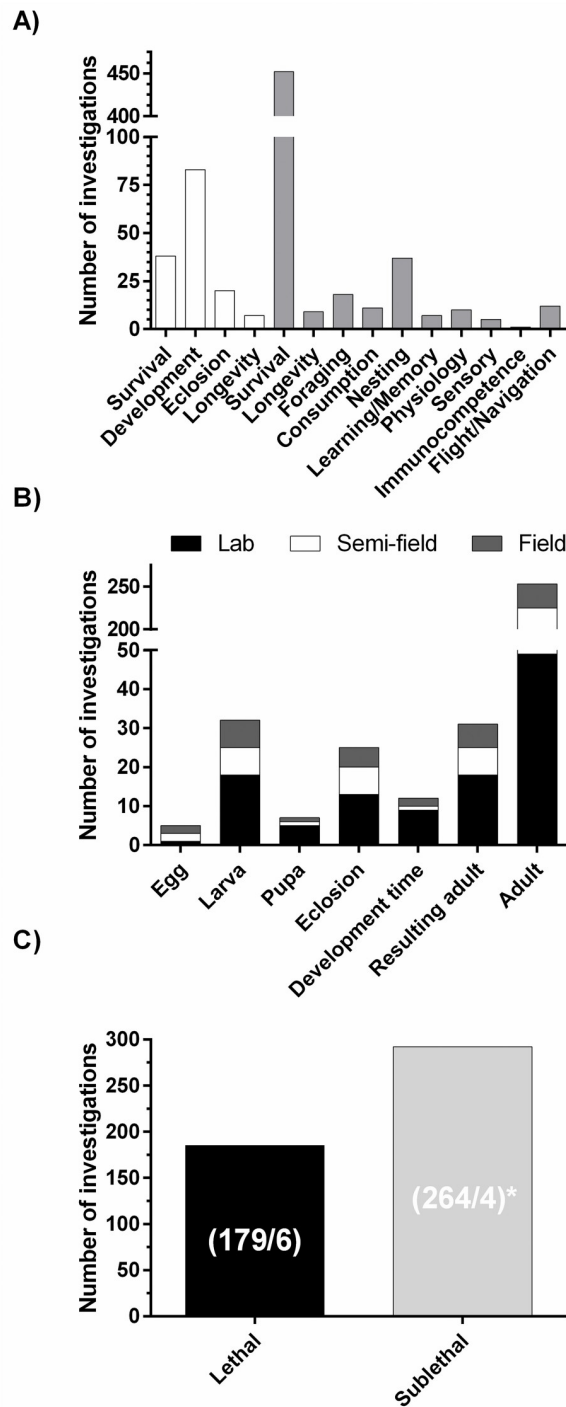 A)
Number of investigations
450
400
100
75
50
25
0
Survival
Development
Eclosion
Longevity
Survival
Longevity
Foraging
Consumption
Nesting
Learning/Memory
Physiology
Sensory
Immunocompetence
Flight/Navigation
B)
Lab Semi-field Field
Number of investigations
250
200
50
40
30
20
10
0
Egg
Larva
Pupa
Eclosion
Development time
Resulting adult
Adult
C)
Number of investigations
300
250
200
150
100
50
0
(179/6)
(264/4)*
Lethal
Sublethal